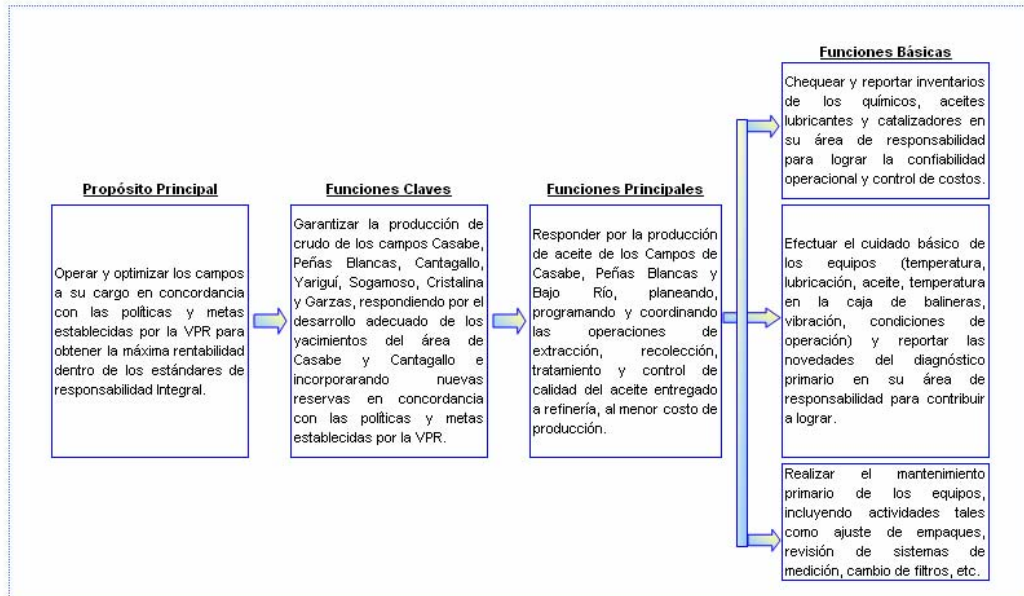 Propósito Principal
Operar y optimizar los campos
a su cargo en concordancia
con las políticas y metas
establecidas por la VPR para
obtener la máxima rentabilidad
dentro de los estándares de
responsabilidad Integral.
Funciones Claves
Garantizar la producción de
crudo de los campos Casabe,
Peñas Blancas, Cantagallo,
Yariguí, Sogamoso, Cristalina
y Garzas, respondiendo por el
desarrollo adecuado de los
yacimientos del área de
Casabe y Cantagallo e
incorporarando nuevas
reservas en concordancia
con las políticas y metas
establecidas por la VPR.
Funciones Principales
Responder por la producción
de aceite de los Campos de
Casabe, Peñas Blancas y
Bajo Río, planeando,
programando y coordinando
las operaciones de
extracción, recolección,
tratamiento y control de
calidad del aceite entregado
a refinería, al menor costo de
producción.
Funciones Básicas
Chequear y reportar inventarios
de los químicos, aceites
lubricantes y catalizadores en
su área de responsabilidad
para lograr la confiabilidad
operacional y control de costos.
Efectuar el cuidado básico de
los equipos (temperatura,
lubricación, aceite, temperatura
en la caja de balineras,
vibración, condiciones de
operación) y reportar las
novedades del diagnóstico
primario en su área de
responsabilidad para contribuir
a lograr.
Realizar el mantenimiento
primario de los equipos,
incluyendo actividades tales
como ajuste de empaques,
revisión de sistemas de
medición, cambio de filtros, etc.